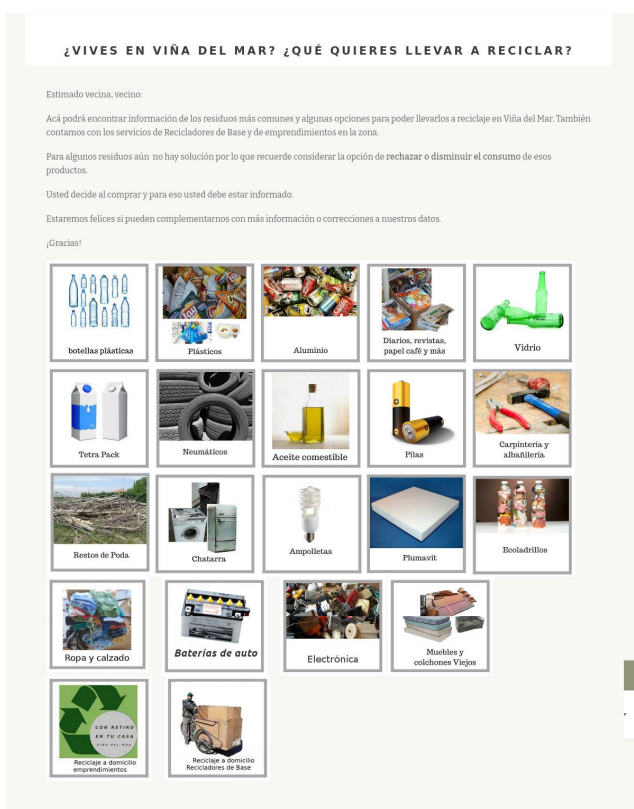 ¿VIVES EN VIÑA DEL MAR? ¿QUÉ QUIERES LLEVAR A RECICLAR?
Estimado vecina, vecino:
Acá podrá encontrar información de los residuos más comunes y algunas opciones para poder llevarlos a reciclaje en Viña del Mar. También
contamos con los servicios de Recicladores de Base y de emprendimientos en la zona.
Para algunos residuos aún no hay solución por lo que recuerde considerar la opción de rechazar o disminuir el consumo de esos
productos.
Usted decide al comprar y para eso usted debe estar informado.
Estaremos felices si pueden complementarnos con más información o correcciones a nuestros datos.
¡Gracias!
botellas plásticas
Plásticos
Aluminio
Diarios, revistas,
papel café y más
Vidrio
Tetra Pack
Neumáticos
Aceite comestible
Pilas
Carpintería y
albañilería
Restos de Poda
Chatarra
Ampolletas
Plumavit
Ecoladrillos
Ropa y calzado
Baterías de auto
Electrónica
Muebles y
colchones Viejos
CON RETIRO
EN TU CASA
VIÑA DEL MAR
Reciclaje a domicilio
emprendimientos
Reciclaje a domicilio
Recicladores de Base